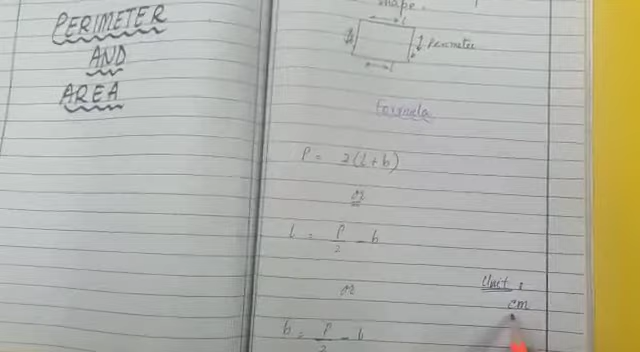 PERIMETER
AND
AREA
shape.
l
b
b
Perimeter
l
Formula
P = 2(l+b)
or
l = P/2 - b
or
b = P/2 - l
Unit :
cm